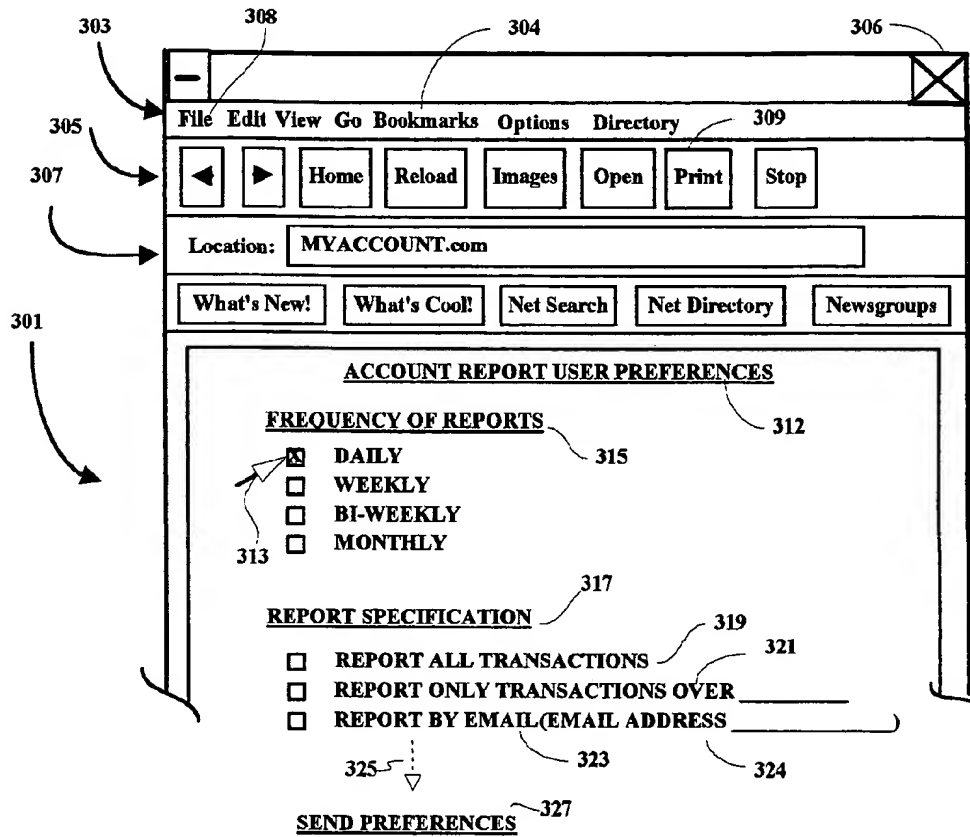 308
303
304
306
File Edit View Go Bookmarks Options Directory
309
305
Home Reload Images Open Print Stop
307
Location: MYACCOUNT.com
What's New! What's Cool! Net Search Net Directory Newsgroups
301
ACCOUNT REPORT USER PREFERENCES
312
FREQUENCY OF REPORTS
315
X DAILY
WEEKLY
BI-WEEKLY
MONTHLY
313
317
REPORT SPECIFICATION
319
REPORT ALL TRANSACTIONS
321
REPORT ONLY TRANSACTIONS OVER ________
REPORT BY EMAIL(EMAIL ADDRESS ____________)
325
323
324
327
SEND PREFERENCES